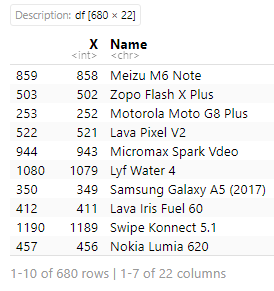 Description: df [680 × 22]
X Name
<int> <chr>
859 858 Meizu M6 Note
503 502 Zopo Flash X Plus
253 252 Motorola Moto G8 Plus
522 521 Lava Pixel V2
944 943 Micromax Spark Vdeo
1080 1079 Lyf Water 4
350 349 Samsung Galaxy A5 (2017)
412 411 Lava Iris Fuel 60
1190 1189 Swipe Konnect 5.1
457 456 Nokia Lumia 620
1-10 of 680 rows | 1-7 of 22 columns